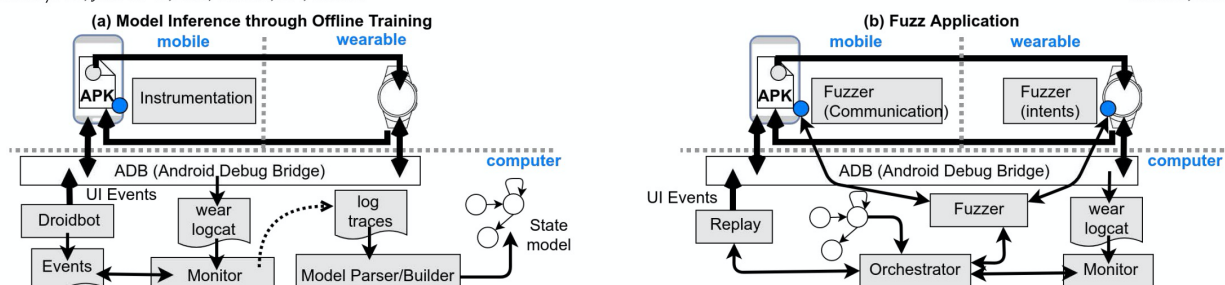 (a) Model Inference through Offline Training
mobile
wearable
APK
Instrumentation
computer
ADB (Android Debug Bridge)
UI Events
Droidbot
wear
logcat
log
traces
State
model
Events
Monitor
Model Parser/Builder
(b) Fuzz Application
mobile
wearable
APK
Fuzzer
(Communication)
Fuzzer
(intents)
computer
ADB (Android Debug Bridge)
UI Events
Replay
Fuzzer
wear
logcat
Orchestrator
Monitor